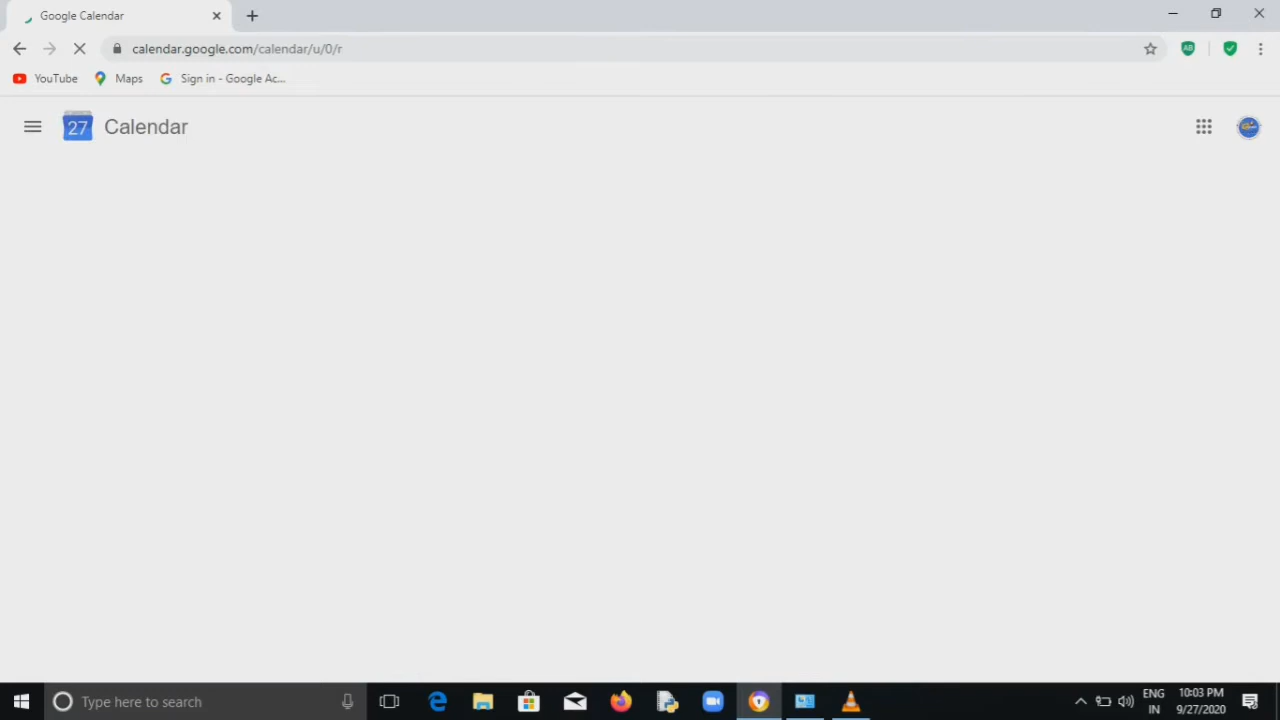 Google Calendar
calendar.google.com/calendar/u/0/r
YouTube
Maps
Sign in - Google Ac...
27
Calendar
Type here to search
ENG
IN
10:03 PM
9/27/2020